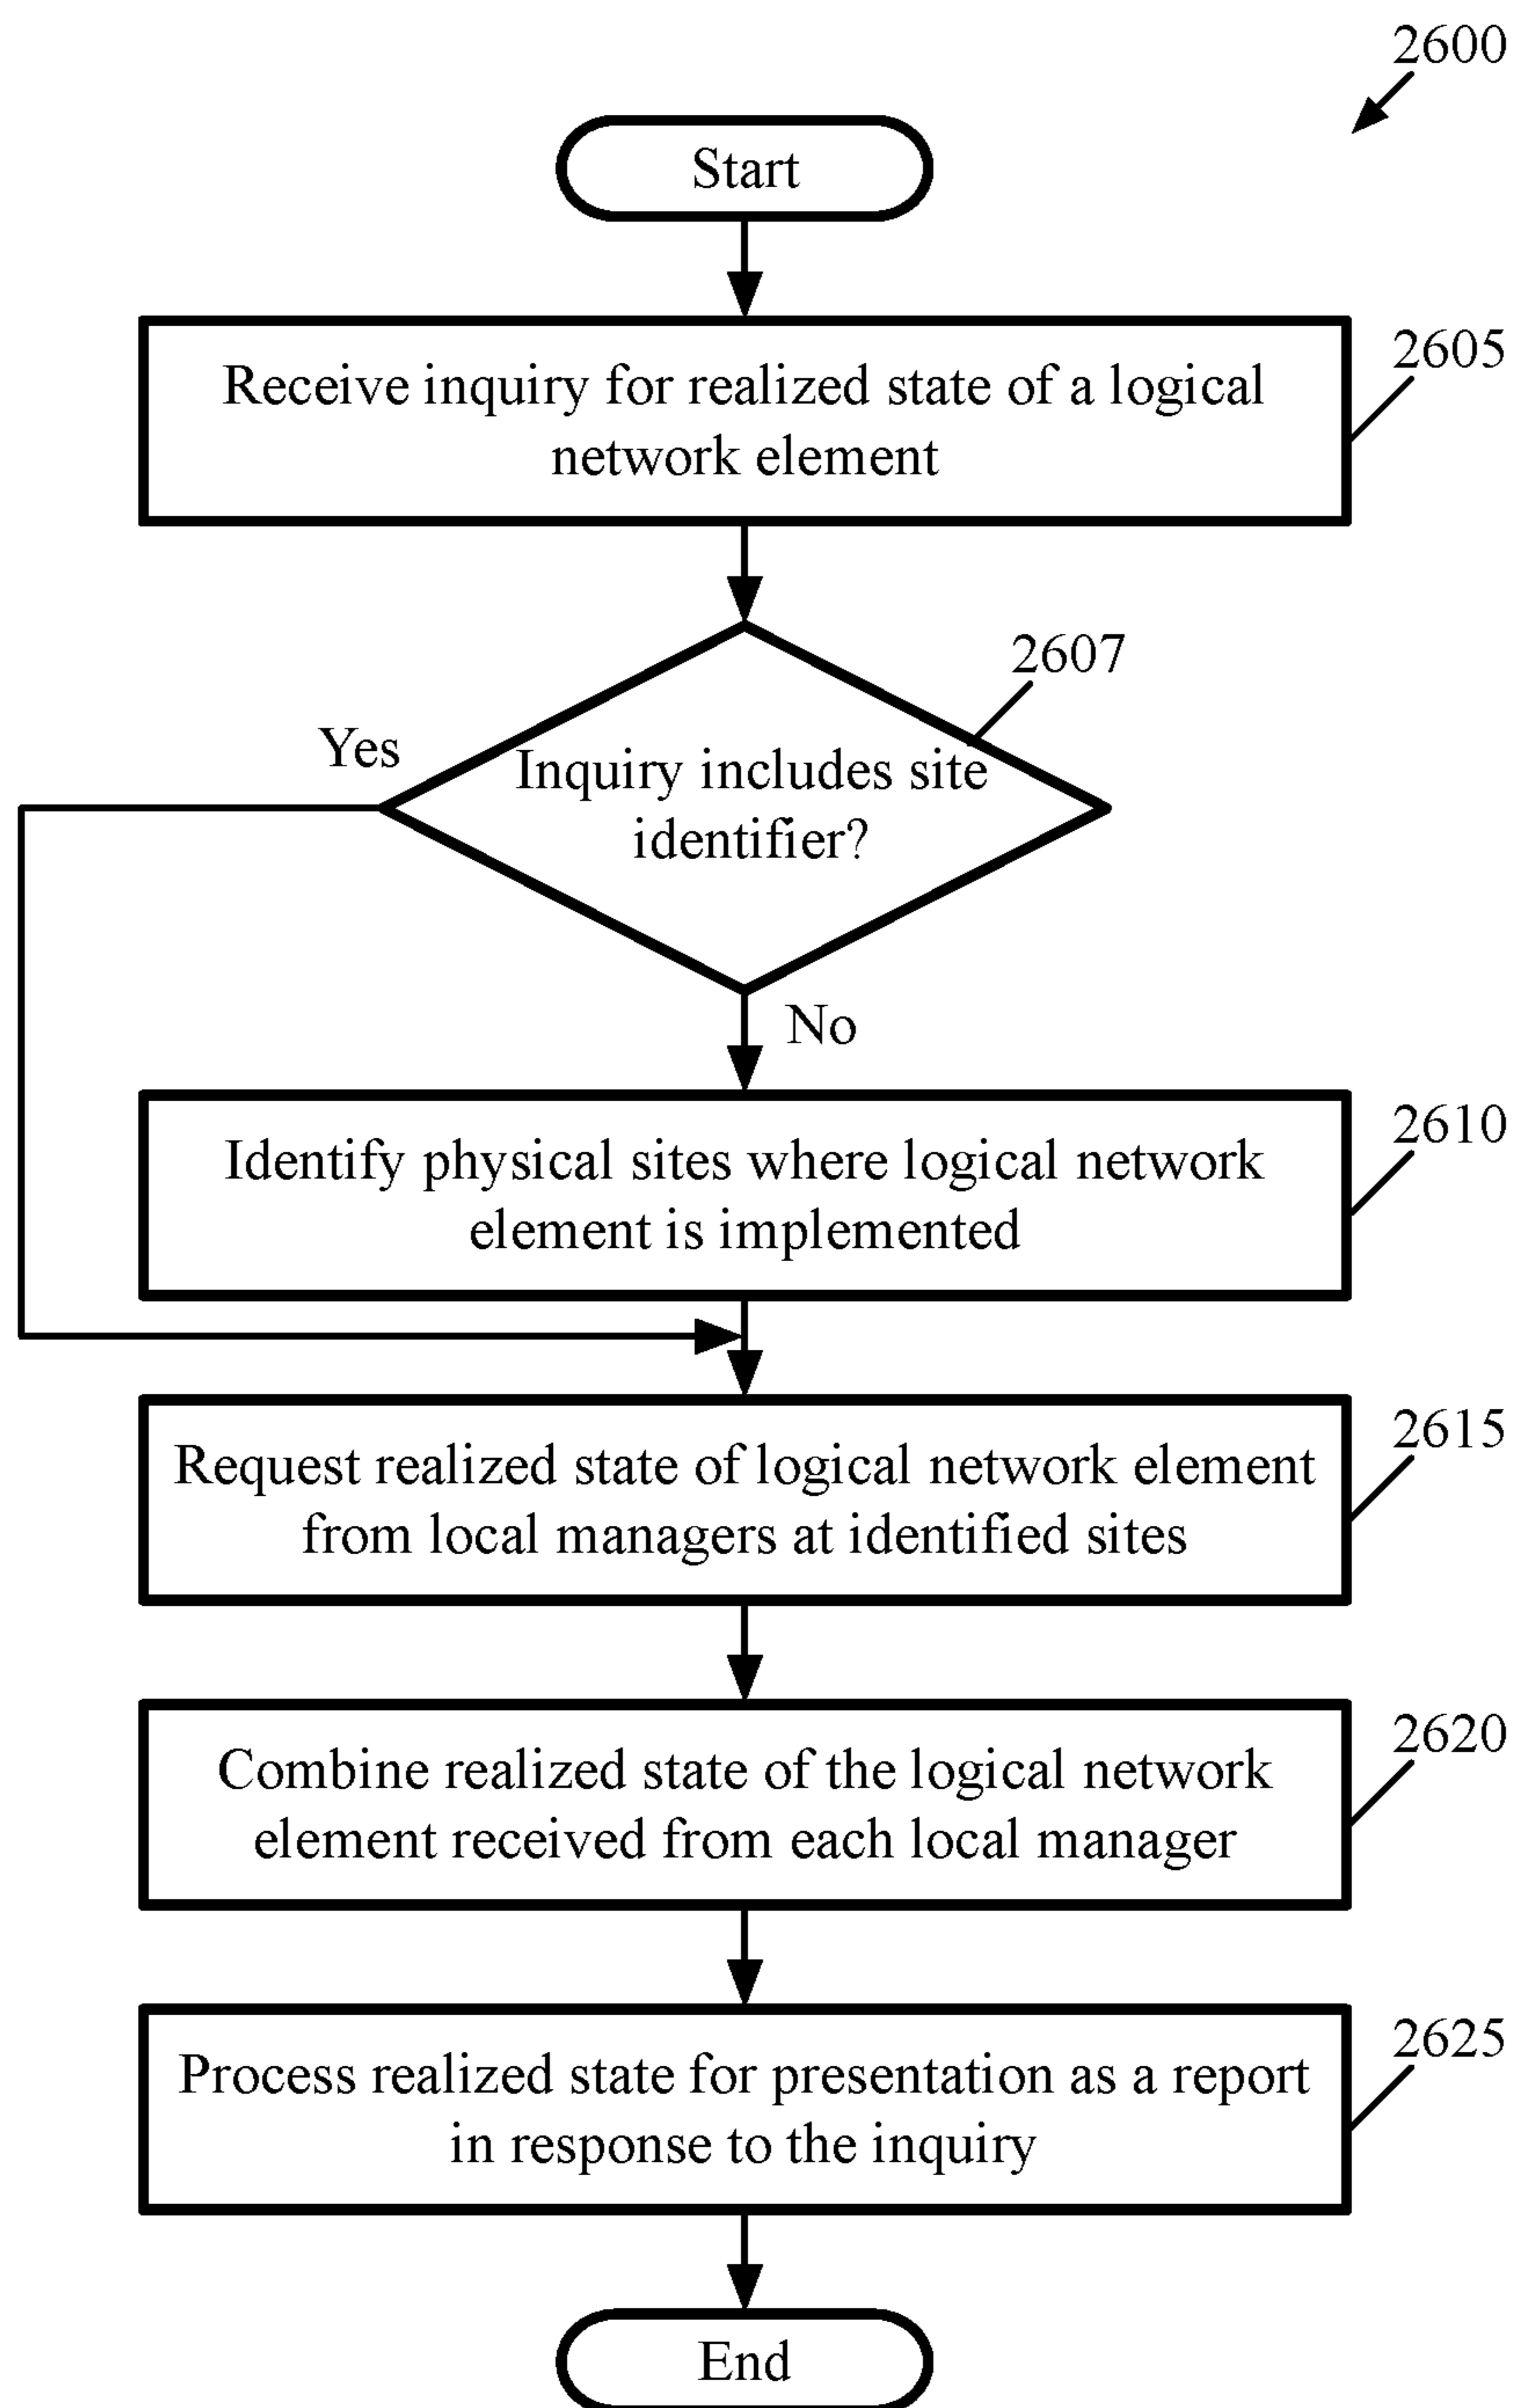 2600
Start
Receive inquiry for realized state of a logical
network element
2605
2607
Yes
Inquiry includes site
identifier?
No
Identify physical sites where logical network
element is implemented
2610
Request realized state of logical network element
from local managers at identified sites
2615
Combine realized state of the logical network
element received from each local manager
2620
Process realized state for presentation as a report
in response to the inquiry
2625
End